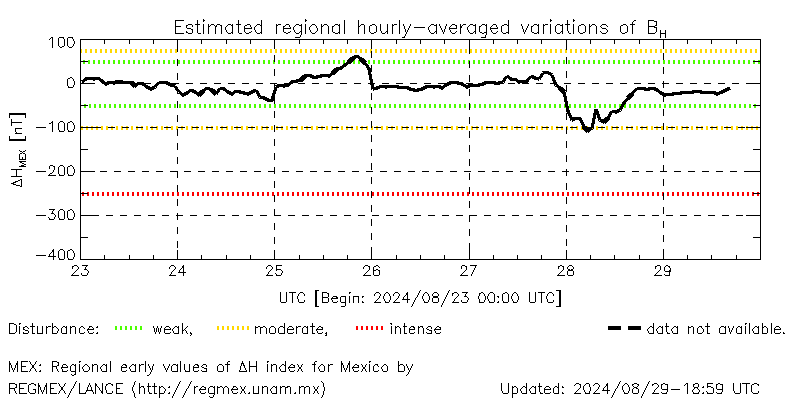 Estimated regional hourly-averaged variations of B_H
100
0
-100
-200
-300
-400
ΔH_MEX [nT]
23 24 25 26 27 28 29
UTC [Begin: 2024/08/23 00:00 UTC]
Disturbance: weak, moderate, intense data not available.
MEX: Regional early values of ΔH index for Mexico by
REGMEX/LANCE (http://regmex.unam.mx) Updated: 2024/08/29-18:59 UTC